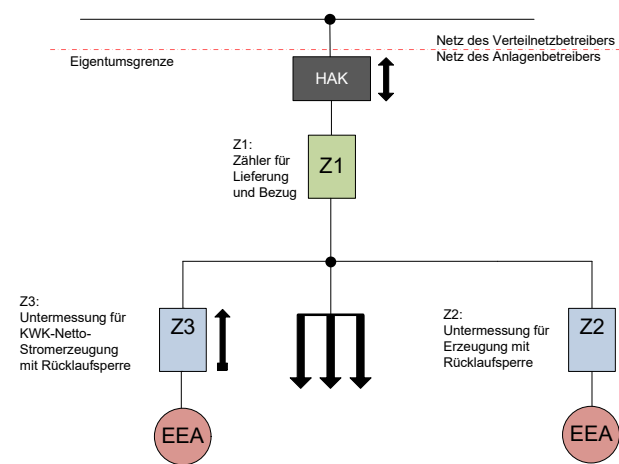 Netz des Verteilnetzbetreibers
Eigentumsgrenze
Netz des Anlagenbetreibers
HAK
Z1:
Zähler für
Lieferung
und Bezug
Z1
Z3:
Untermessung für
KWK-Netto-
Stromerzeugung
mit Rücklaufsperre
Z3
Z2:
Untermessung für
Erzeugung mit
Rücklaufsperre
Z2
EEA
EEA